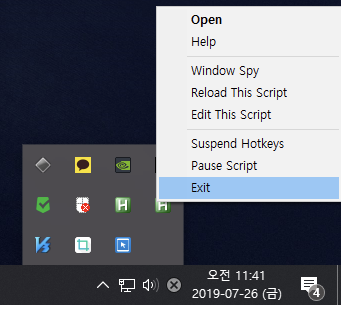 Open
Help
Window Spy
Reload This Script
Edit This Script
Suspend Hotkeys
Pause Script
Exit
H
H
오전 11:41
2019-07-26 (금)
4